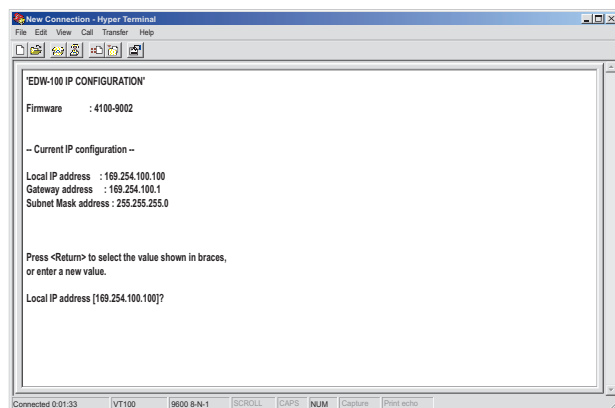 New Connection - Hyper Terminal
File Edit View Call Transfer Help
'EDW-100 IP CONFIGURATION'
Firmware : 4100-9002
-- Current IP configuration --
Local IP address : 169.254.100.100
Gateway address : 169.254.100.1
Subnet Mask address : 255.255.255.0
Press <Return> to select the value shown in braces,
or enter a new value.
Local IP address [169.254.100.100]?
Connected 0:01:33 VT100 9600 8-N-1 SCROLL CAPS NUM Capture Print echo